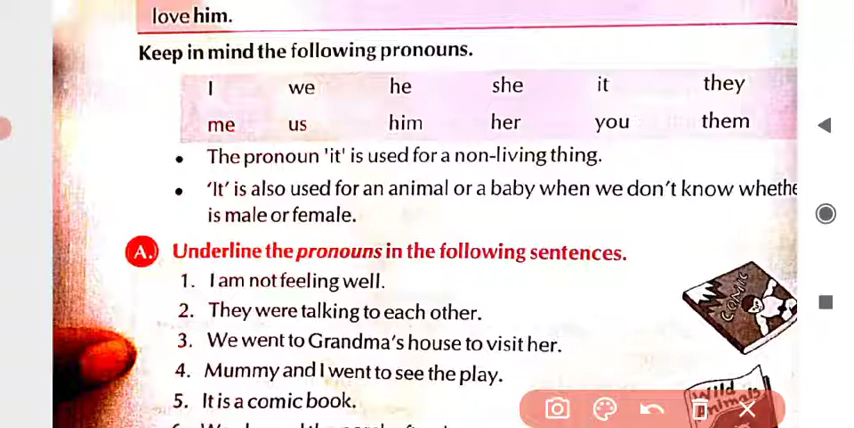 love him.
Keep in mind the following pronouns.
I we he she it they
me us him her you them
• The pronoun 'it' is used for a non-living thing.
• 'It' is also used for an animal or a baby when we don't know
is male or female.
A. Underline the pronouns in the following sentences.
1. I am not feeling well.
2. They were talking to each other.
COMIC
3. We went to Grandma's house to visit her.
4. Mummy and I went to see the play.
5. It is a comic book.
Wild
Animals